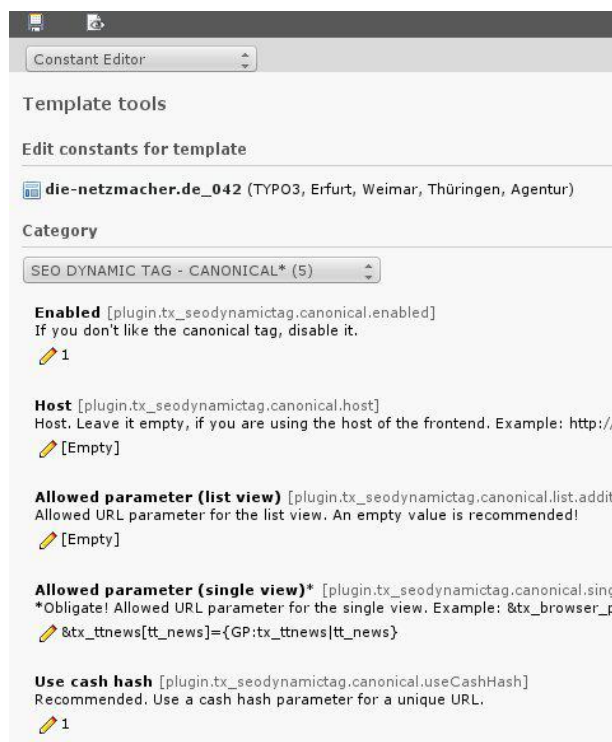 Constant Editor
Template tools
Edit constants for template
die-netzmacher.de_042 (TYPO3, Erfurt, Weimar, Thüringen, Agentur)
Category
SEO DYNAMIC TAG - CANONICAL* (5)
Enabled [plugin.tx_seodynamictag.canonical.enabled]
If you don't like the canonical tag, disable it.
1
Host [plugin.tx_seodynamictag.canonical.host]
Host. Leave it empty, if you are using the host of the frontend. Example: http://
[Empty]
Allowed parameter (list view) [plugin.tx_seodynamictag.canonical.list.addit
Allowed URL parameter for the list view. An empty value is recommended!
[Empty]
Allowed parameter (single view)* [plugin.tx_seodynamictag.canonical.sing
*Obligate! Allowed URL parameter for the single view. Example: &tx_browser_p
&tx_ttnews[tt_news]={GP:tx_ttnews|tt_news}
Use cash hash [plugin.tx_seodynamictag.canonical.useCashHash]
Recommended. Use a cash hash parameter for a unique URL.
1